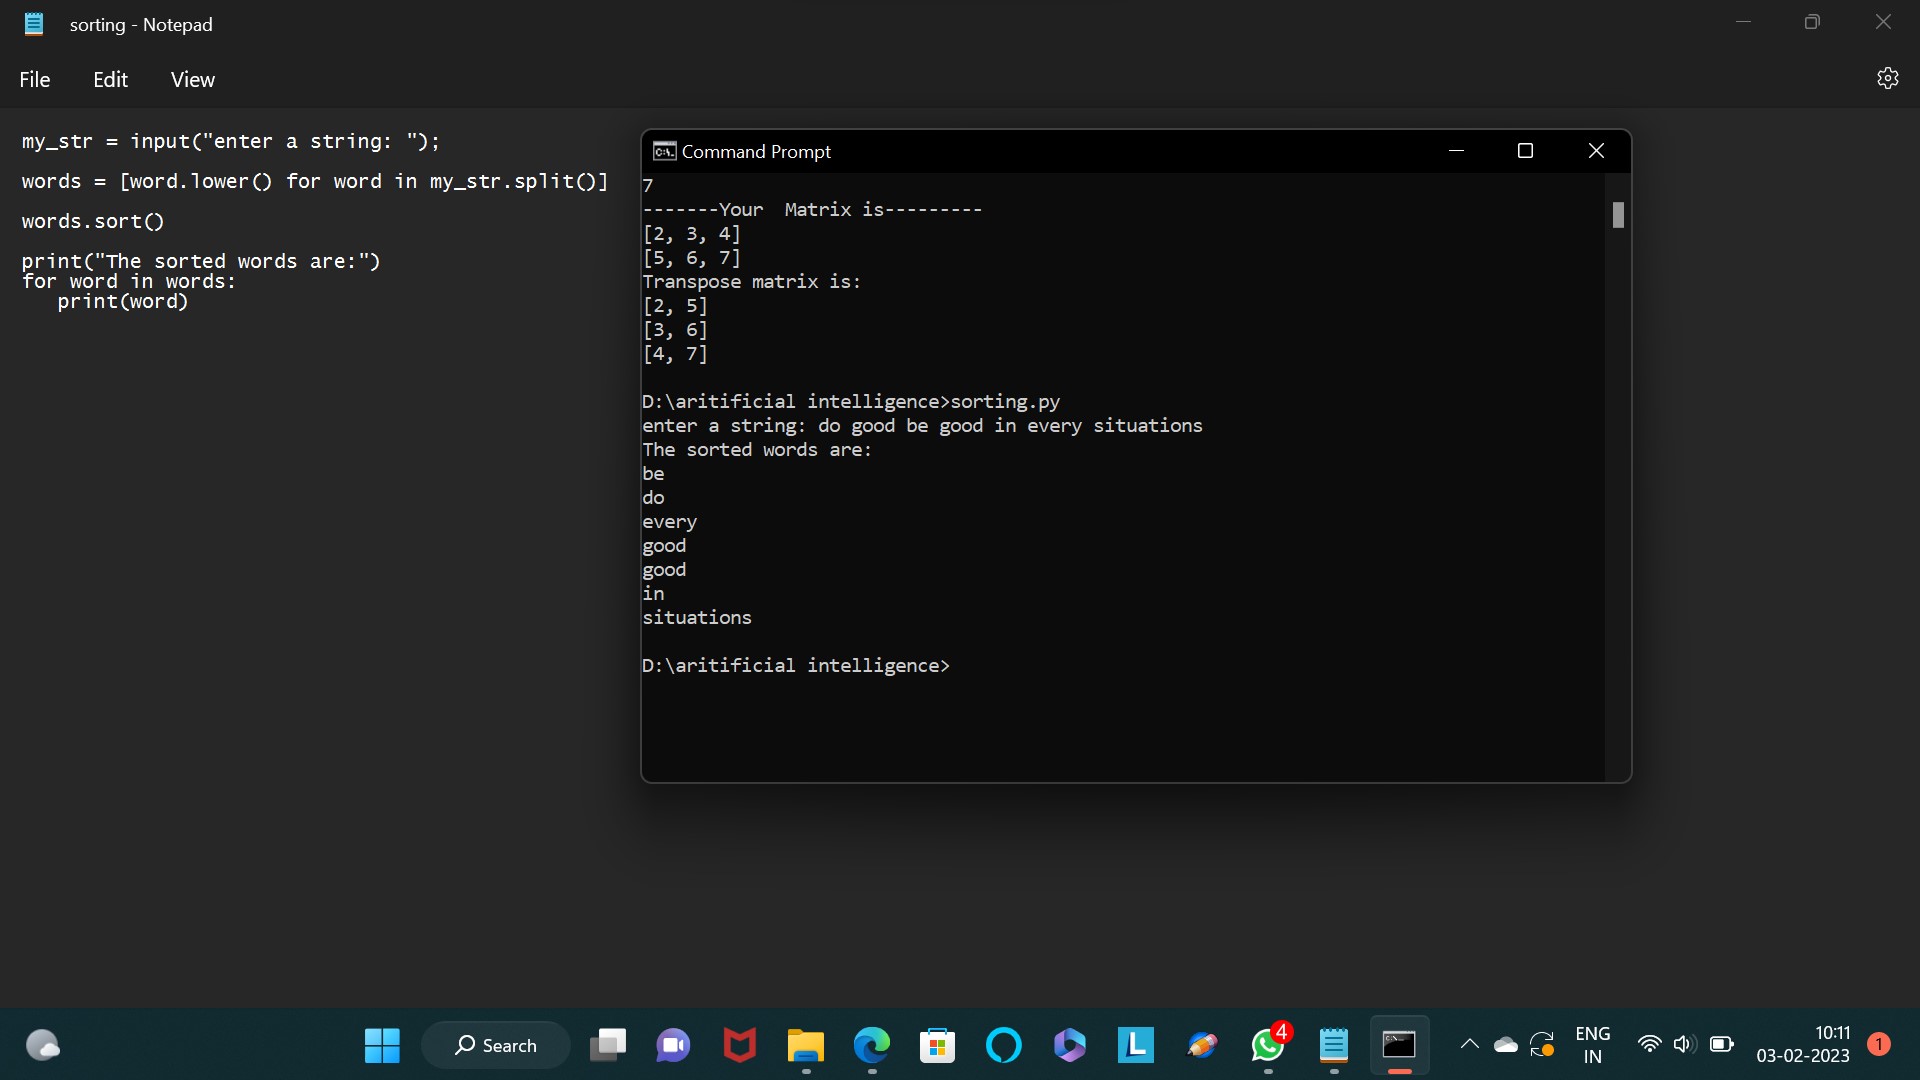 sorting - Notepad
File Edit View
my_str = input("enter a string: ");
words = [word.lower() for word in my_str.split()]
words.sort()
print("The sorted words are:")
for word in words:
   print(word)
Command Prompt
7
-------Your  Matrix is---------
[2, 3, 4]
[5, 6, 7]
Transpose matrix is:
[2, 5]
[3, 6]
[4, 7]
D:\aritificial intelligence>sorting.py
enter a string: do good be good in every situations
The sorted words are:
be
do
every
good
good
in
situations
D:\aritificial intelligence>
Search
L
4
ENG
IN
10:11
03-02-2023
1